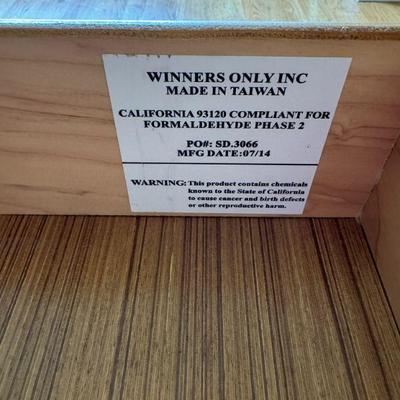 WINNERS ONLY INC
MADE IN TAIWAN
CALIFORNIA 93120 COMPLIANT FOR
FORMALDEHYDE PHASE 2
PO#: SD.3066
MFG DATE:07/14
WARNING: This product contains chemicals
known to the State of California
to cause cancer and birth defects
or other reproductive harm.